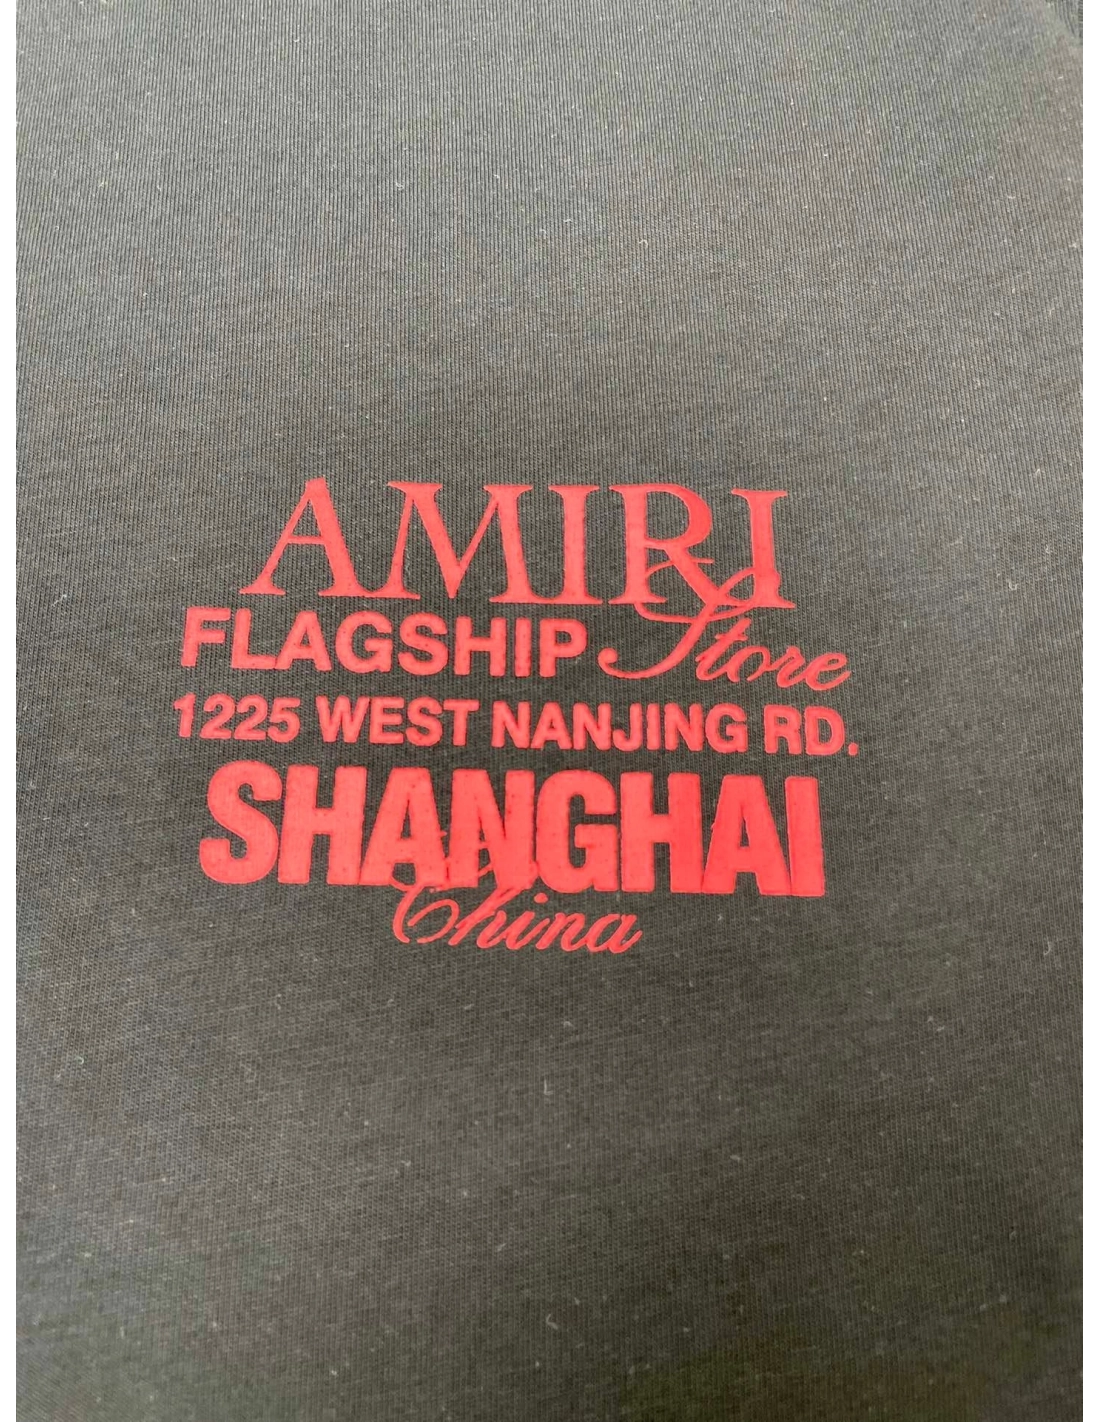 AMIRI
FLAGSHIP Store
1225 WEST NANJING RD.
SHANGHAI
China